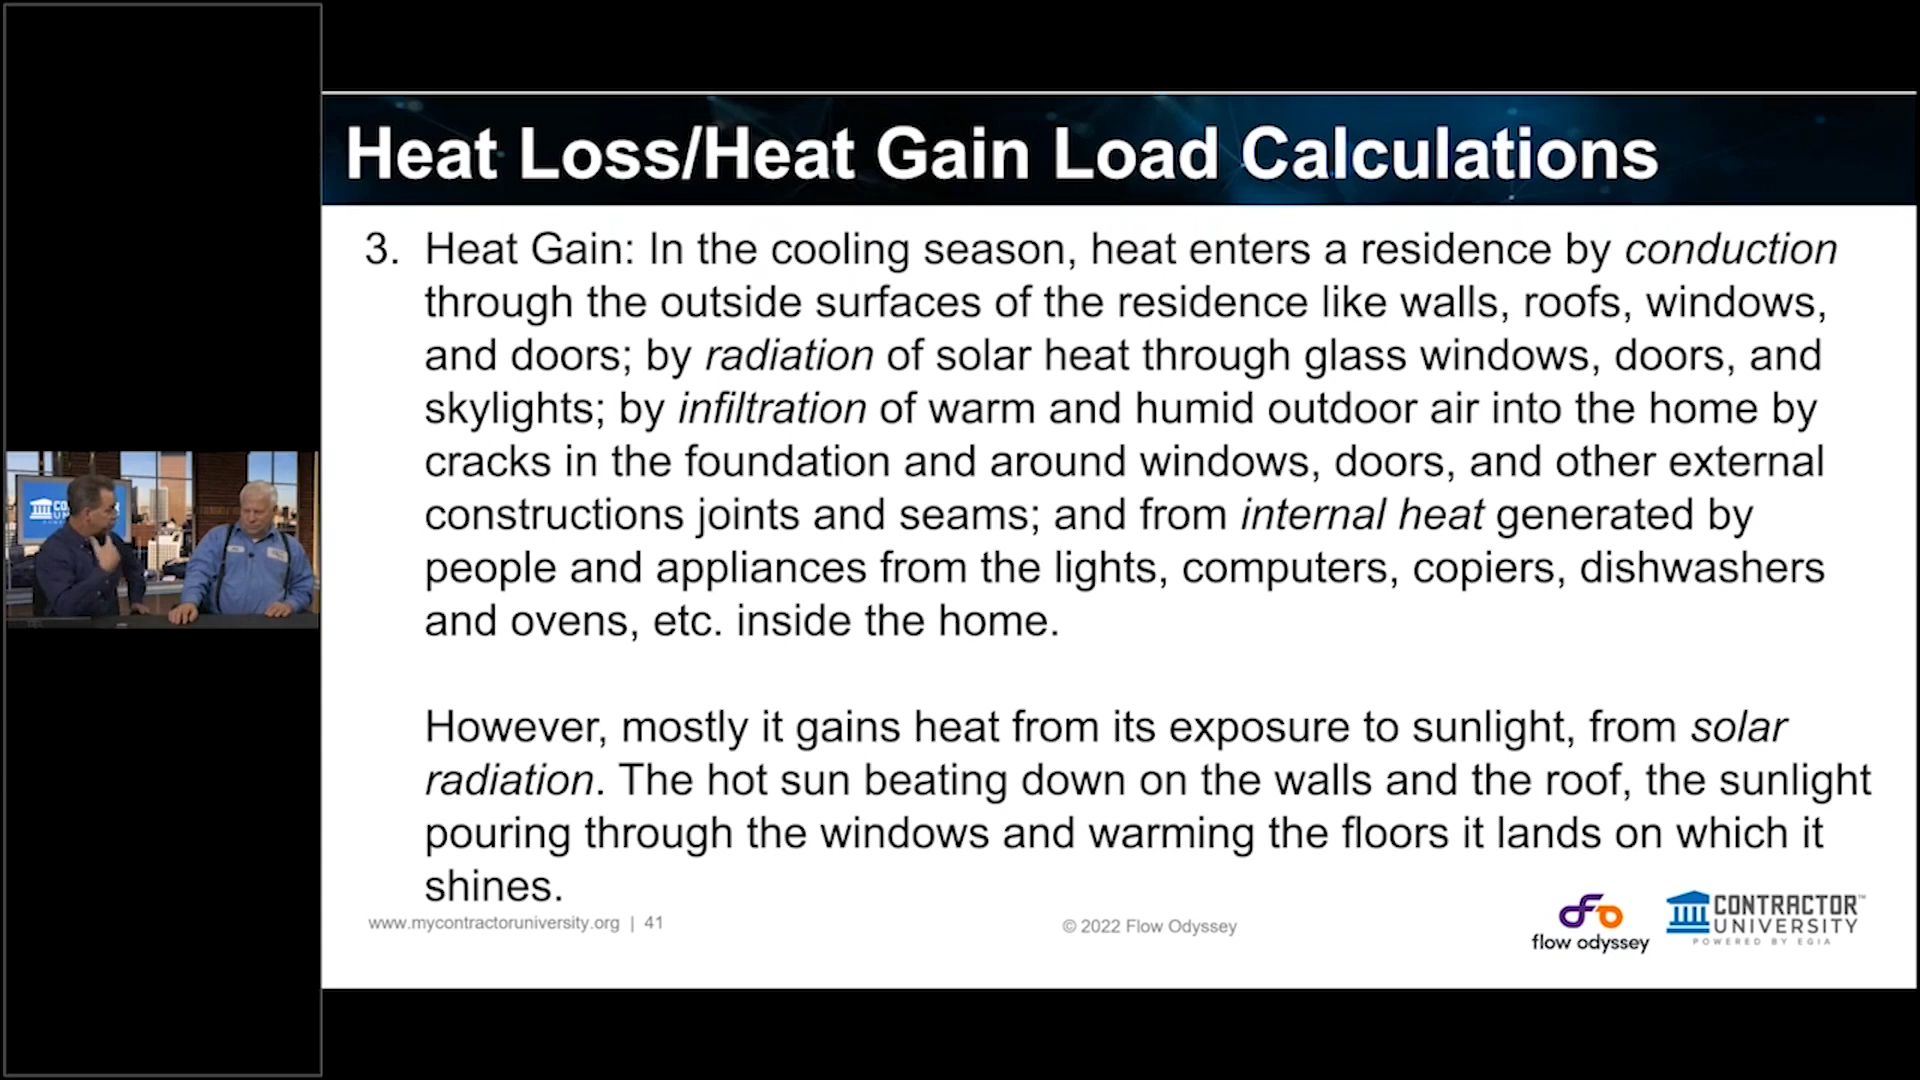 Heat Loss/Heat Gain Load Calculations
3. Heat Gain: In the cooling season, heat enters a residence by conduction
through the outside surfaces of the residence like walls, roofs, windows,
and doors; by radiation of solar heat through glass windows, doors, and
skylights; by infiltration of warm and humid outdoor air into the home by
cracks in the foundation and around windows, doors, and other external
constructions joints and seams; and from internal heat generated by
people and appliances from the lights, computers, copiers, dishwashers
and ovens, etc. inside the home.
However, mostly it gains heat from its exposure to sunlight, from solar
radiation. The hot sun beating down on the walls and the roof, the sunlight
pouring through the windows and warming the floors it lands on which it
shines.
www.mycontractoruniversity.org | 41
© 2022 Flow Odyssey
flow odyssey
CONTRACTOR™
UNIVERSITY
POWERED BY EGIA